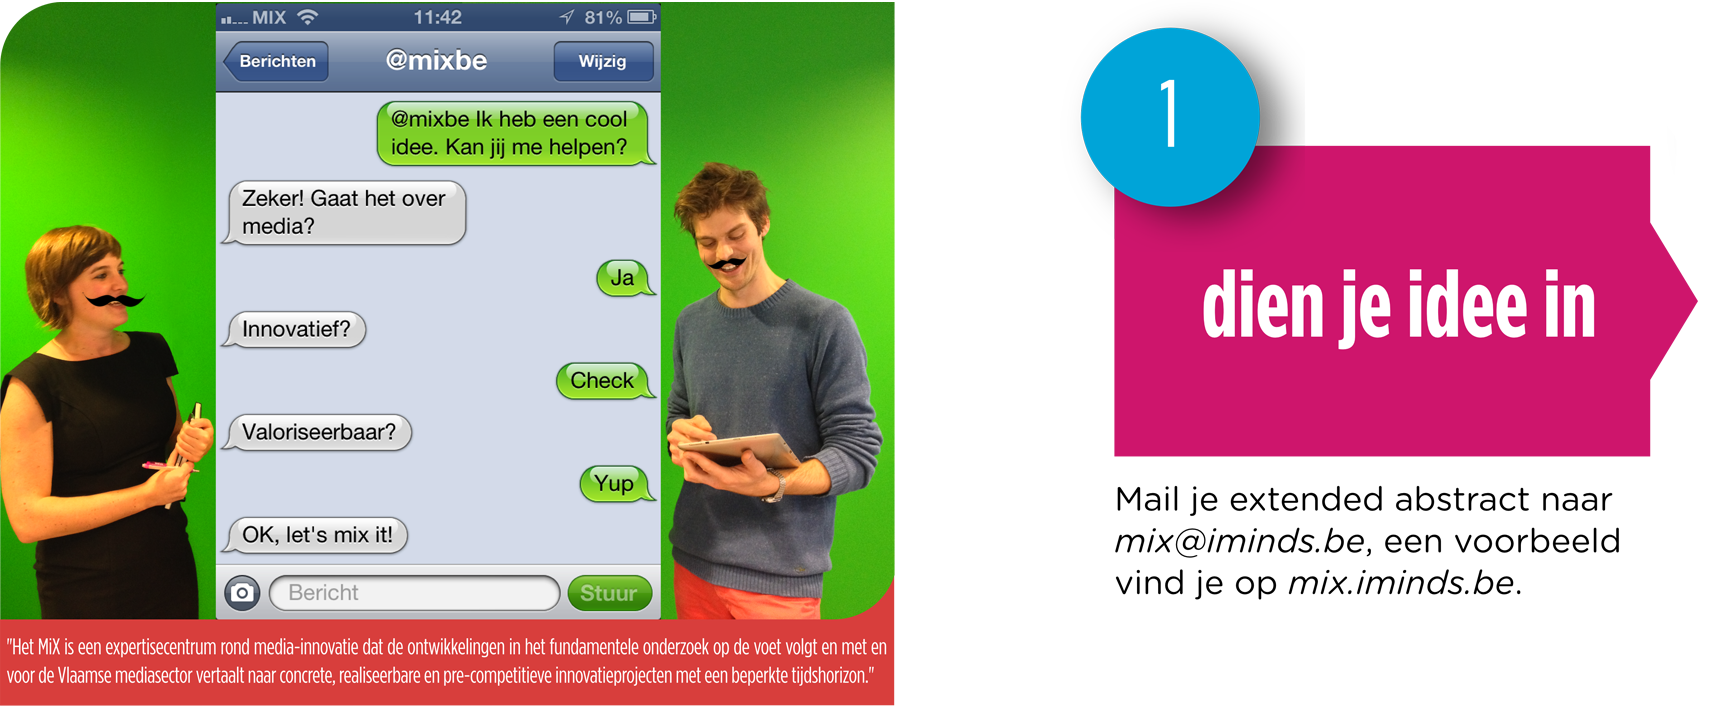 MIX 11:42 81%
Berichten @mixbe Wijzig
@mixbe Ik heb een cool
idee. Kan jij me helpen?
Zeker! Gaat het over
media?
Ja
Innovatief?
Check
Valoriseerbaar?
Yup
OK, let's mix it!
Bericht Stuur
"Het MiX is een expertisecentrum rond media-innovatie dat de ontwikkelingen in het fundamentele onderzoek op de voet volgt en met en
voor de Vlaamse mediasector vertaalt naar concrete, realiseerbare en pre-competitieve innovatieprojecten met een beperkte tijdshorizon."
1
dien je idee in
Mail je extended abstract naar
mix@iminds.be, een voorbeeld
vind je op mix.iminds.be.